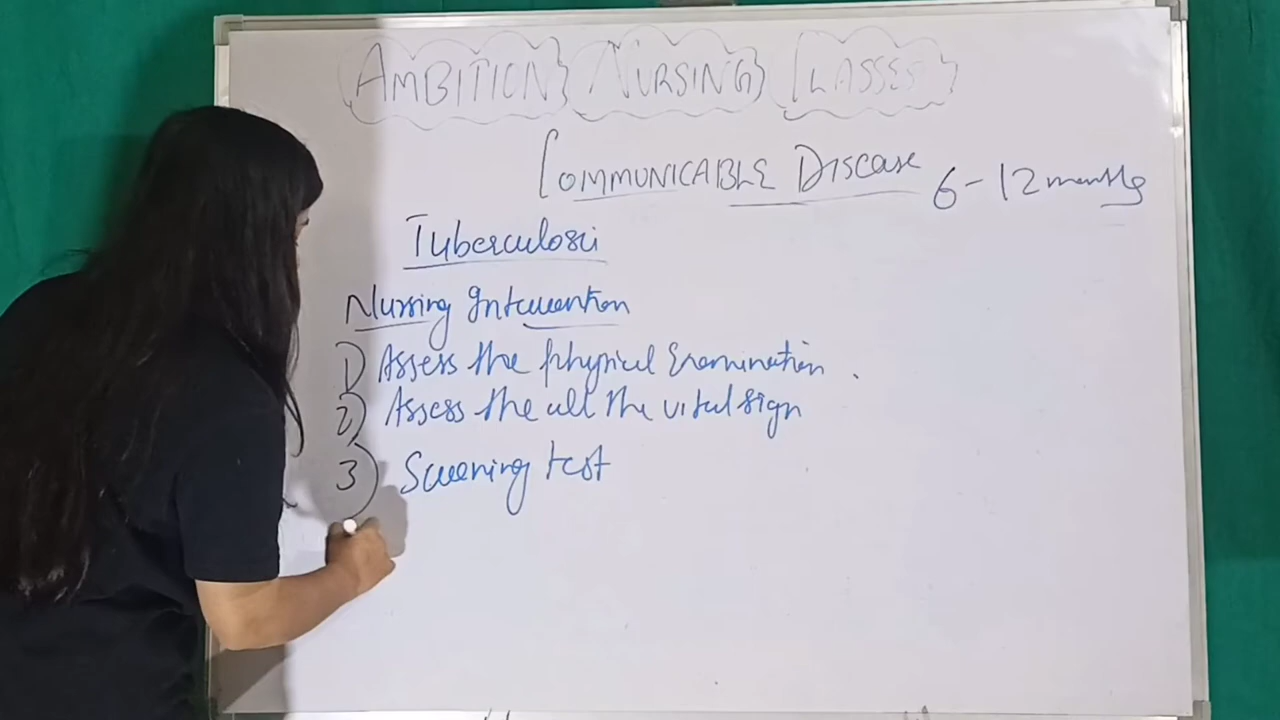 AMBITION NURSING CLASSES
COMMUNICABLE DISEASE 6-12 months
Tuberculosi
Nursing Intervention
1) Assess the physical Examination.
2) Assess the all the vital sign
3) Screening test